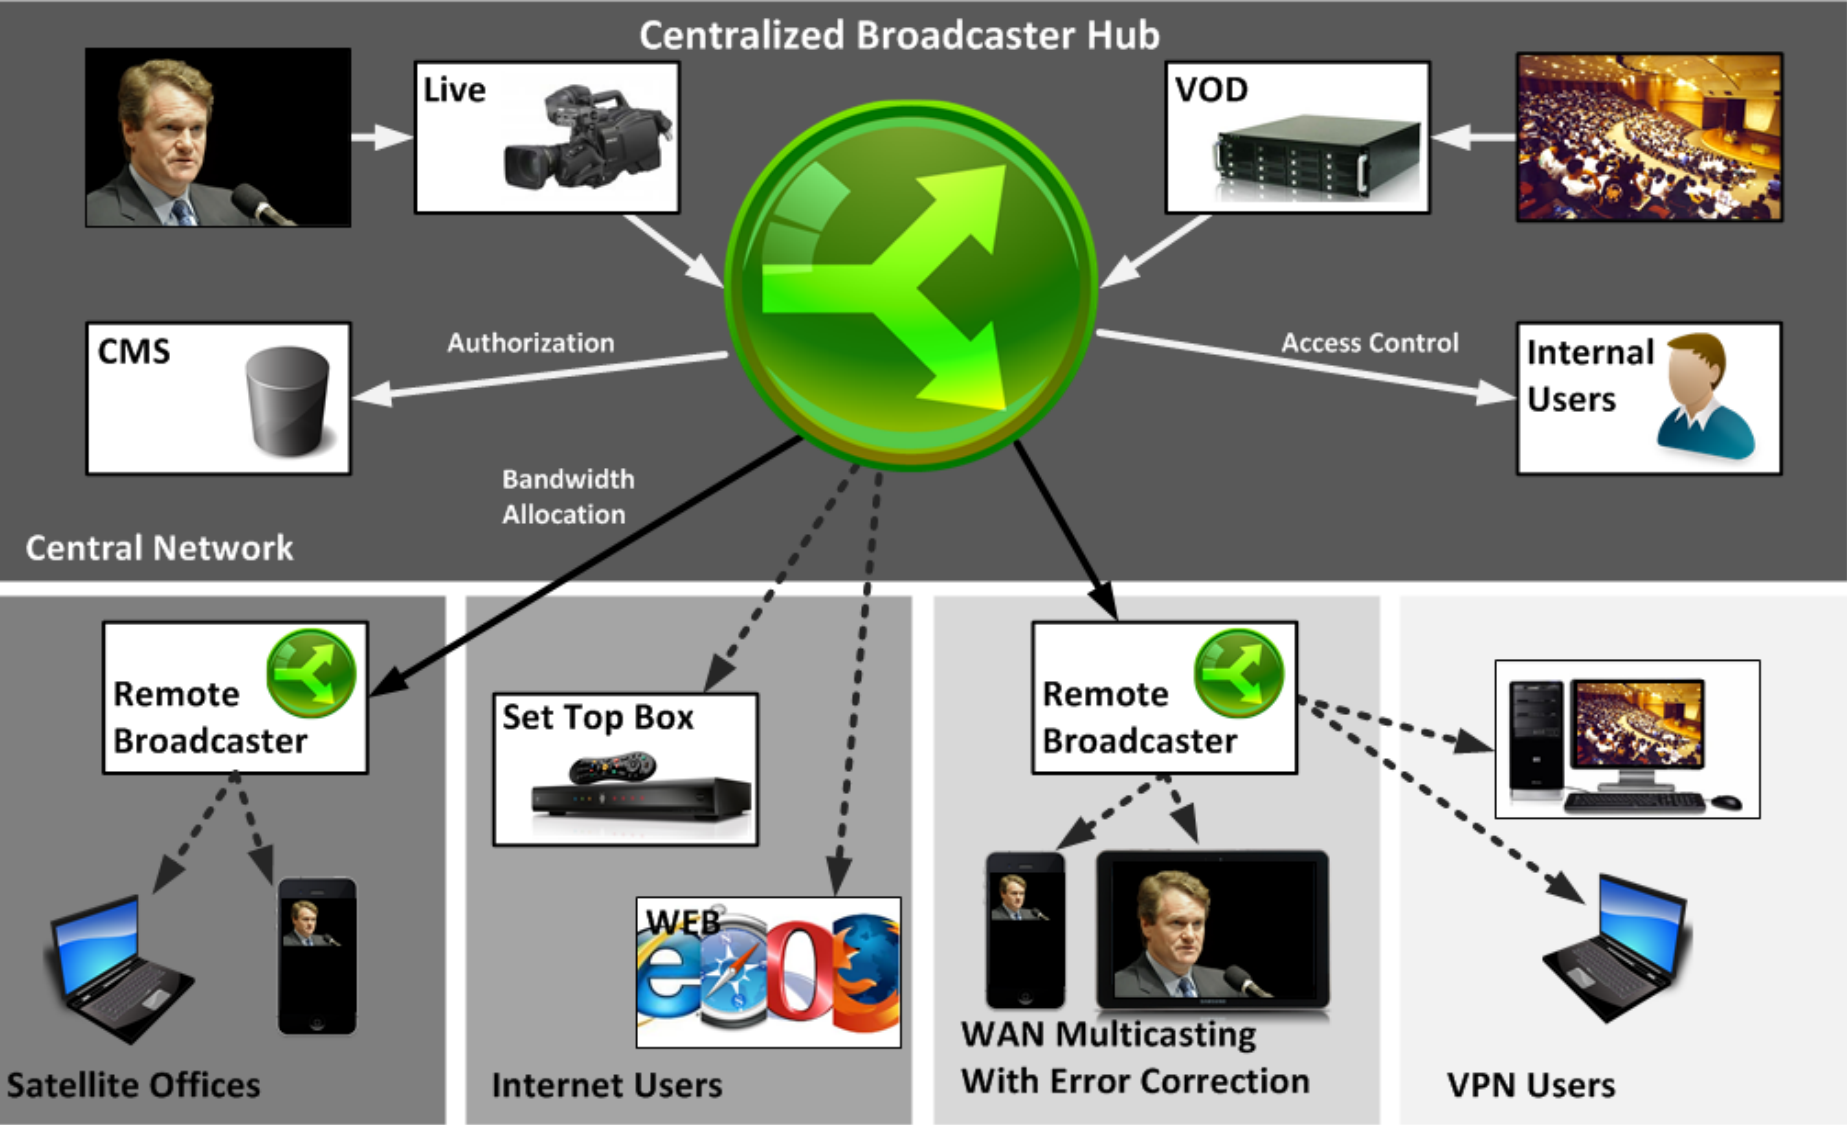 Centralized Broadcaster Hub
Live
VOD
CMS
Authorization
Access Control
Internal
Users
Bandwidth
Allocation
Central Network
Remote
Broadcaster
Set Top Box
WEB
Remote
Broadcaster
Satellite Offices
Internet Users
WAN Multicasting
With Error Correction
VPN Users